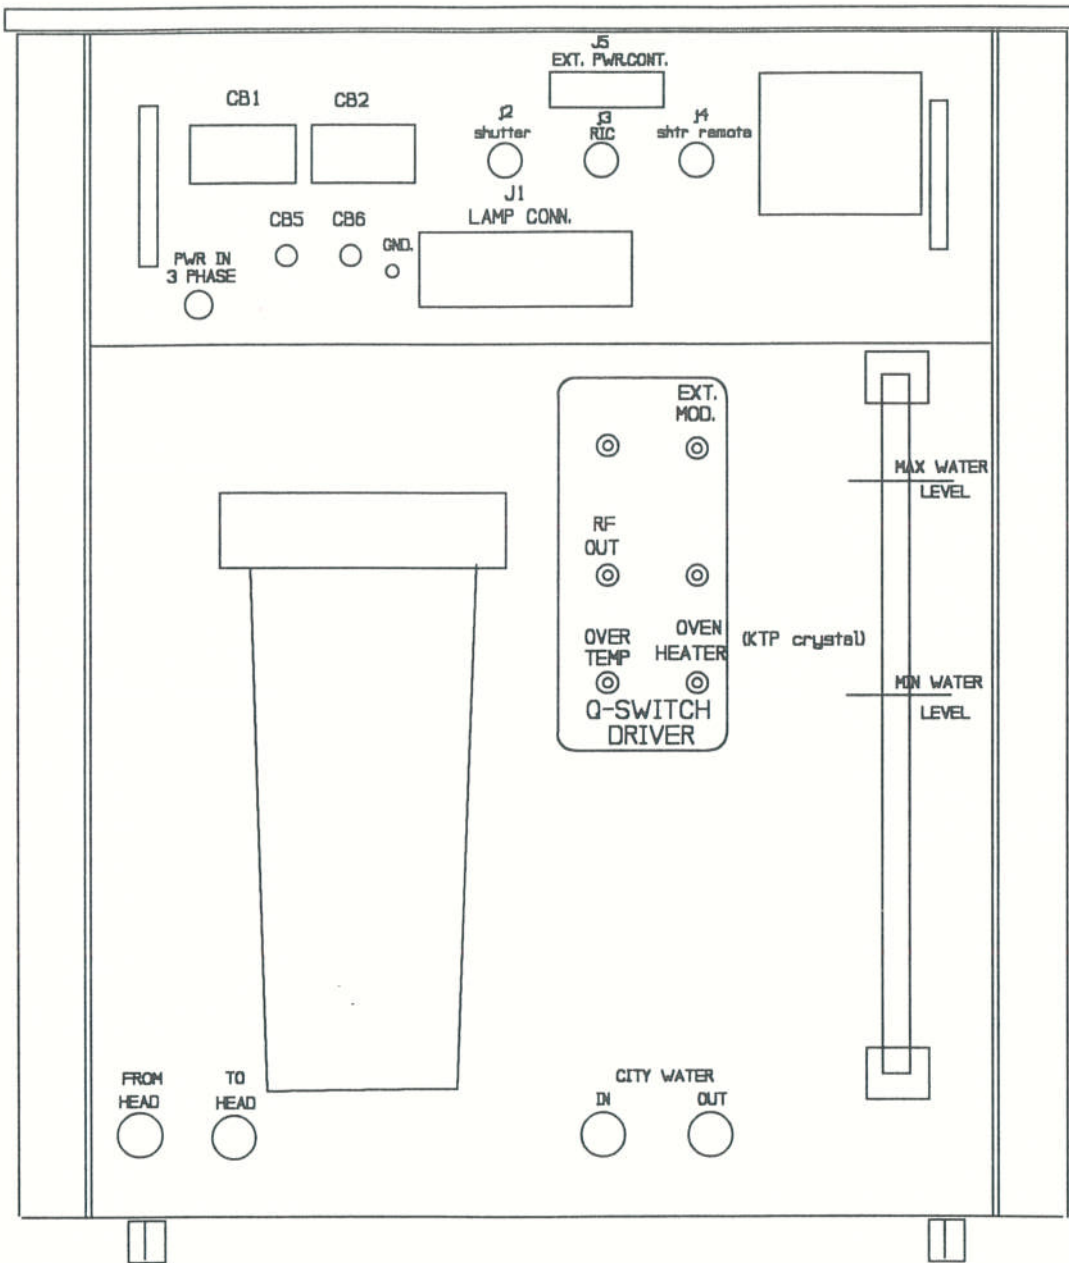 J5
EXT. PWR.CONT.
CB1
CB2
J2
shutter
J3
RIC
J4
shtr remote
J1
LAMP CONN.
CB5
CB6
GND.
PWR IN
3 PHASE
EXT.
MOD.
MAX WATER
LEVEL
RF
OUT
OVER
TEMP
OVEN
HEATER
(KTP crystal)
Q-SWITCH
DRIVER
MIN WATER
LEVEL
FROM
HEAD
TO
HEAD
CITY WATER
IN
OUT